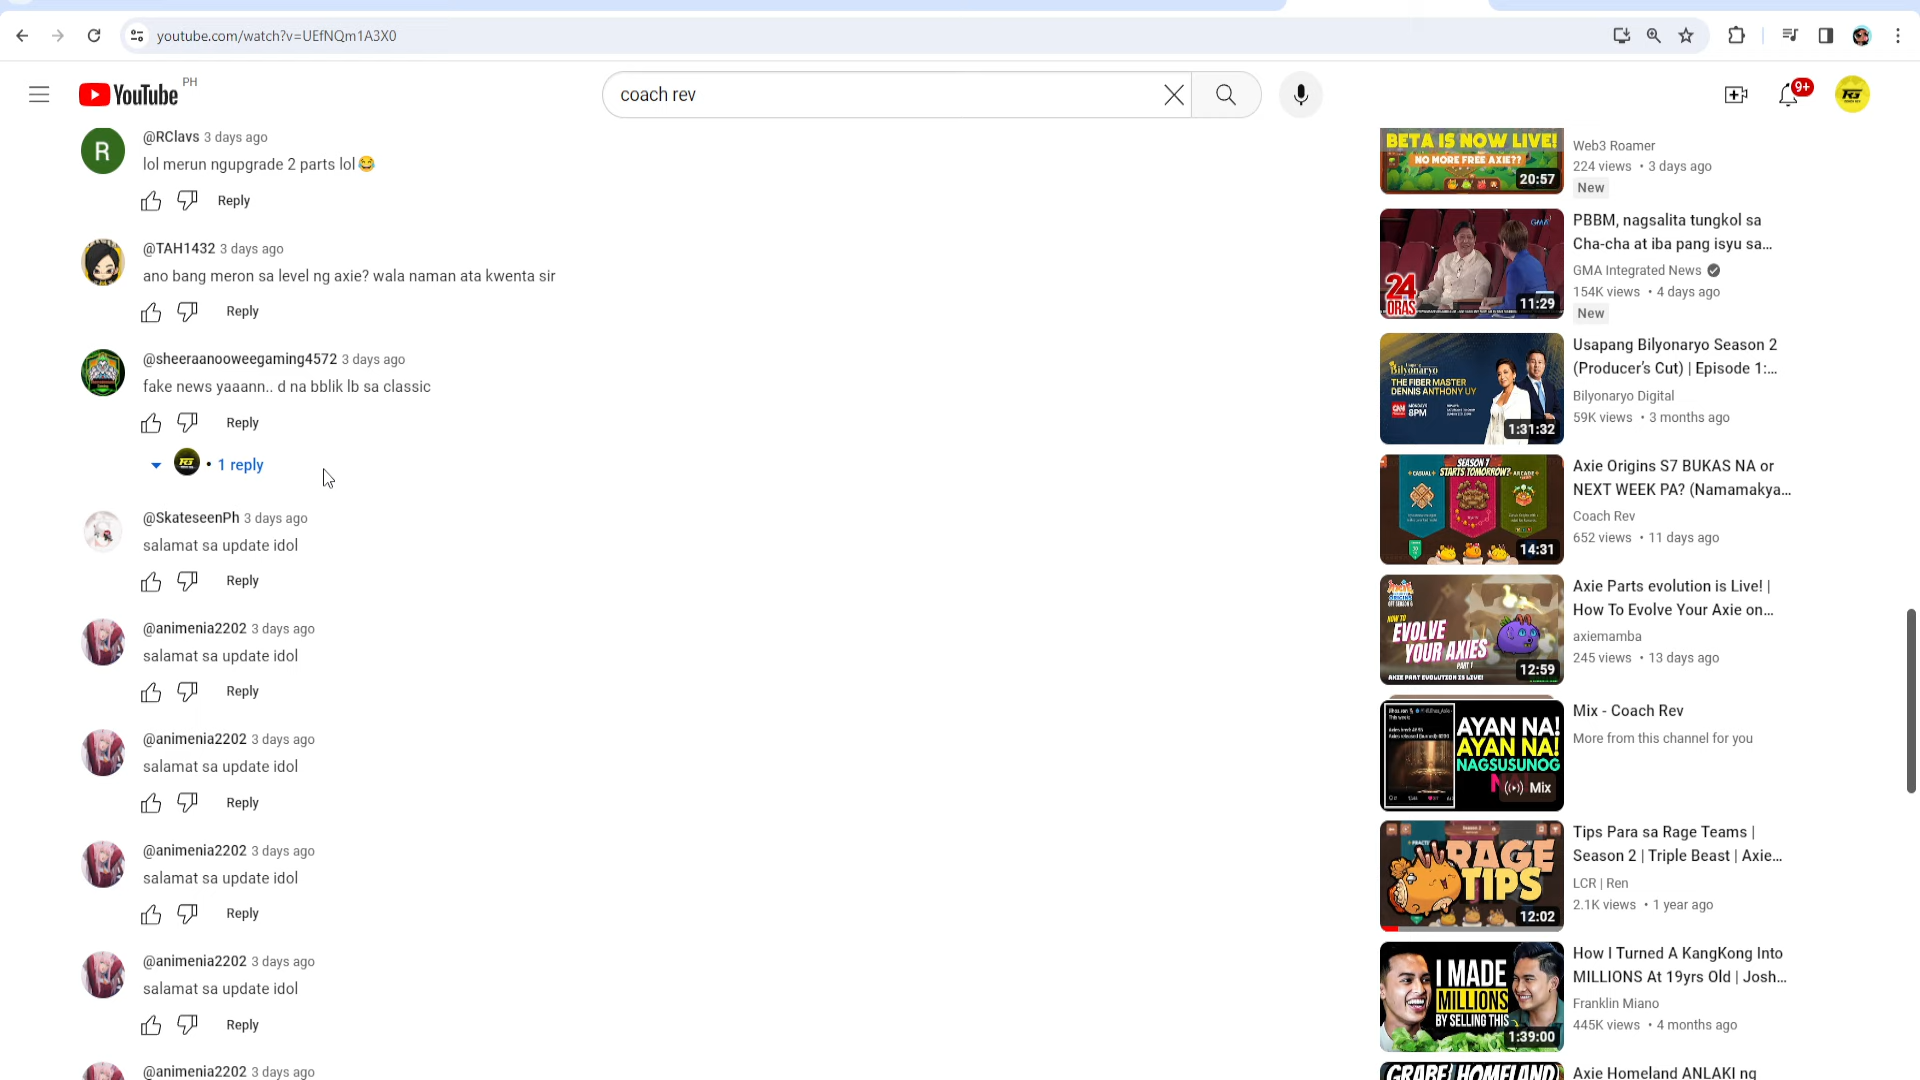 youtube.com/watch?v=UEfNQm1A3X0
YouTube PH
coach rev
9+
@RClavs 3 days ago
R
lol merun ngupgrade 2 parts lol😂
Reply
@TAH1432 3 days ago
ano bang meron sa level ng axie? wala naman ata kwenta sir
Reply
@sheeraanooweegaming4572 3 days ago
fake news yaaann.. d na bblik lb sa classic
Reply
• 1 reply
@SkateseenPh 3 days ago
salamat sa update idol
Reply
@animenia2202 3 days ago
salamat sa update idol
Reply
@animenia2202 3 days ago
salamat sa update idol
Reply
@animenia2202 3 days ago
salamat sa update idol
Reply
@animenia2202 3 days ago
salamat sa update idol
Reply
@animenia2202 3 days ago
BETA IS NOW LIVE!
NO MORE FREE AXIE??
20:57
Web3 Roamer
224 views • 3 days ago
New
GMA
24
ORAS
11:29
PBBM, nagsalita tungkol sa
Cha-cha at iba pang isyu sa...
GMA Integrated News
154K views • 4 days ago
New
Bilyonaryo
THE FIBER MASTER
DENNIS ANTHONY UY
8PM
1:31:32
Usapang Bilyonaryo Season 2
(Producer's Cut) | Episode 1:...
Bilyonaryo Digital
59K views • 3 months ago
SEASON 7
STARTS TOMORROW?
CASUAL
ARCADE
14:31
Axie Origins S7 BUKAS NA or
NEXT WEEK PA? (Namamakya...
Coach Rev
652 views • 11 days ago
HOW TO
EVOLVE
YOUR AXIES
PART 1
AXIE PART EVOLUTION IS LIVE!
12:59
Axie Parts evolution is Live! |
How To Evolve Your Axie on...
axiemamba
245 views • 13 days ago
AYAN NA!
AYAN NA!
NAGSUSUNOG
Mix
Mix - Coach Rev
More from this channel for you
RAGE
TIPS
12:02
Tips Para sa Rage Teams |
Season 2 | Triple Beast | Axie...
LCR | Ren
2.1K views • 1 year ago
I MADE
MILLIONS
BY SELLING THIS
1:39:00
How I Turned A KangKong Into
MILLIONS At 19yrs Old | Josh...
Franklin Miano
445K views • 4 months ago
GRABE! HOMELAND!
Axie Homeland ANLAKI ng